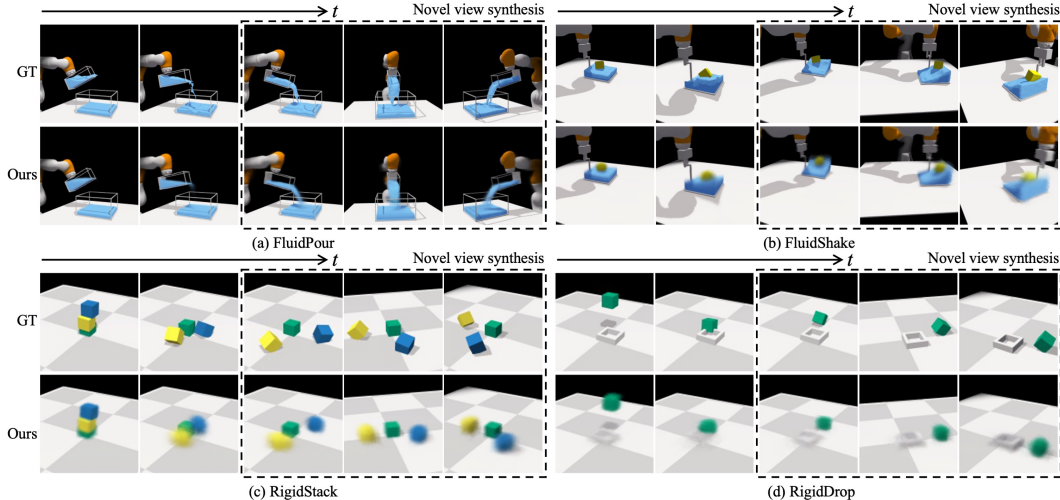 t Novel view synthesis
GT
Ours
(a) FluidPour
t Novel view synthesis
(b) FluidShake
t Novel view synthesis
GT
Ours
(c) RigidStack
t Novel view synthesis
(d) RigidDrop